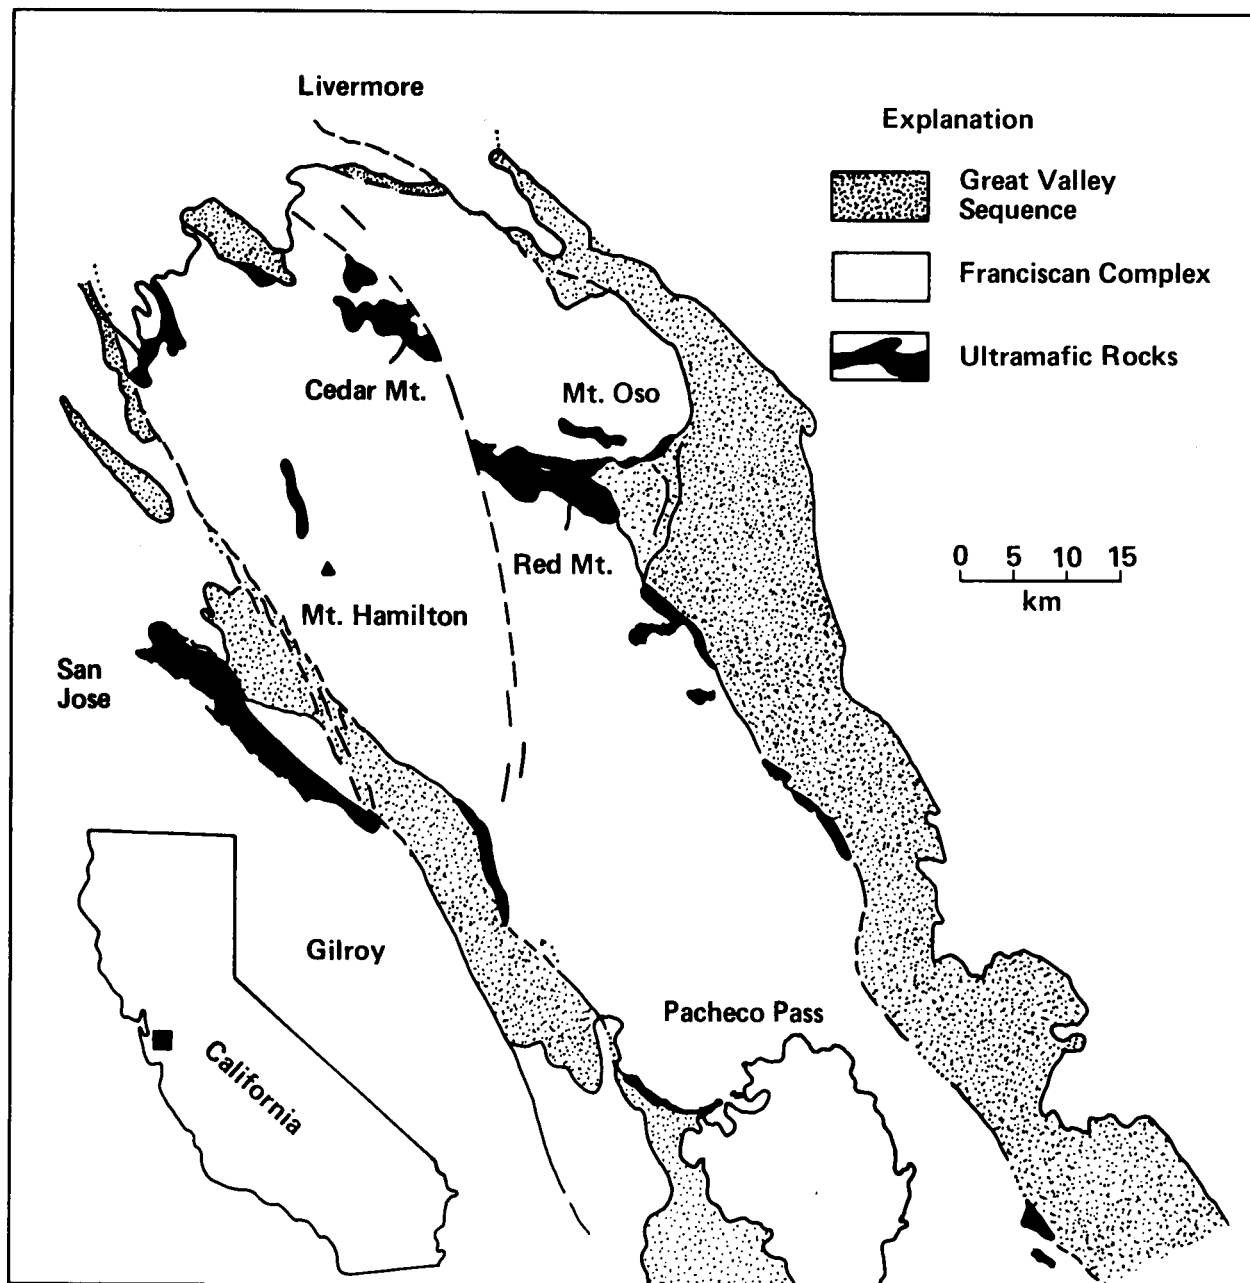 Livermore
Explanation
Great Valley
Sequence
Franciscan Complex
Ultramafic Rocks
Cedar Mt.
Mt. Oso
Red Mt.
0 5 10 15
km
Mt. Hamilton
San
Jose
Gilroy
Pacheco Pass
California